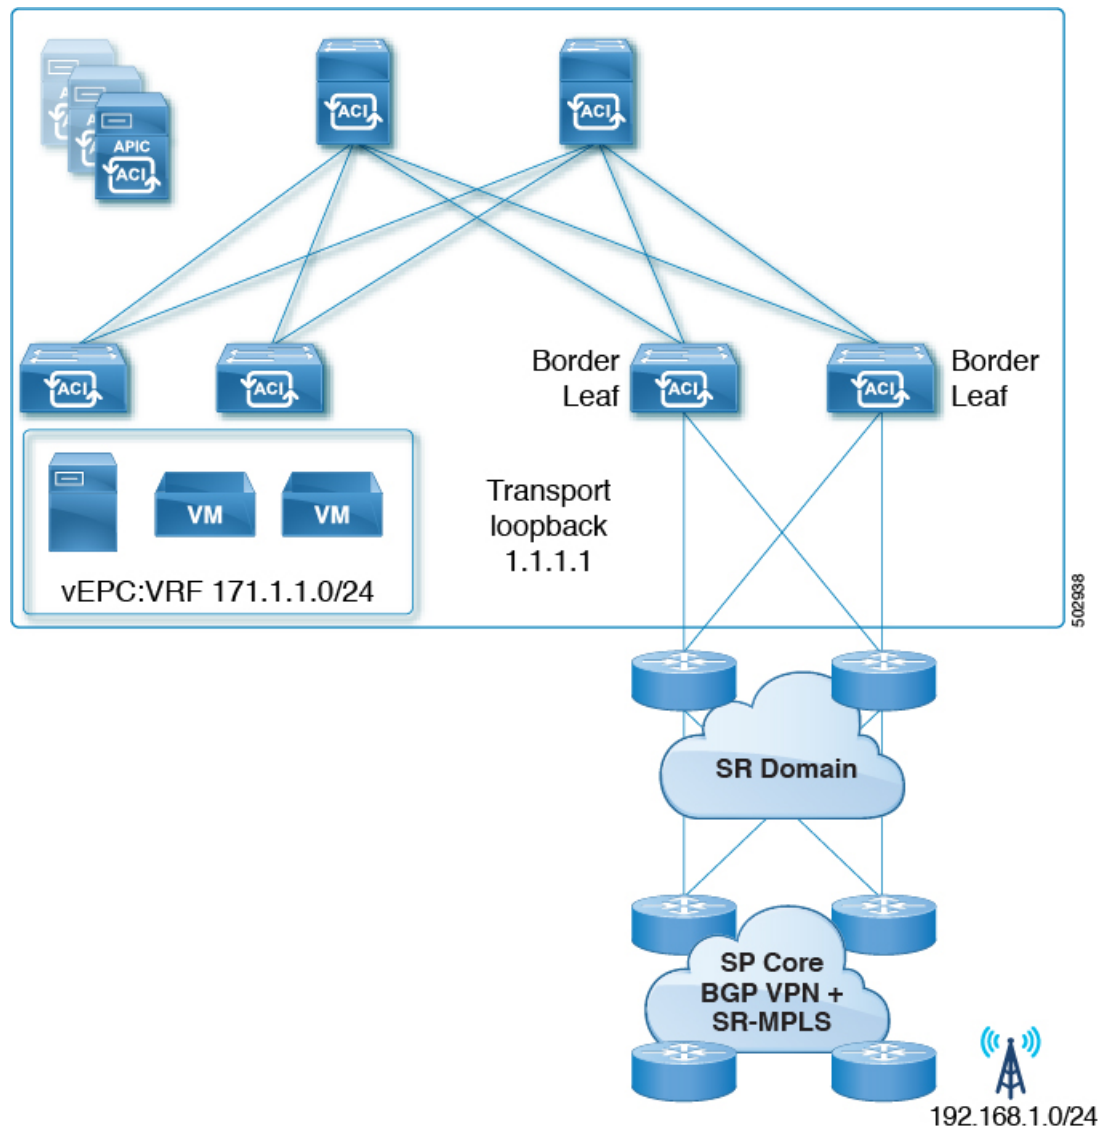 ACI
ACI
A
A
APIC
ACI
Border
Leaf
Border
Leaf
ACI
ACI
ACI
ACI
VM
VM
Transport
loopback
1.1.1.1
vEPC:VRF 171.1.1.0/24
502938
SR Domain
SP Core
BGP VPN +
SR-MPLS
192.168.1.0/24